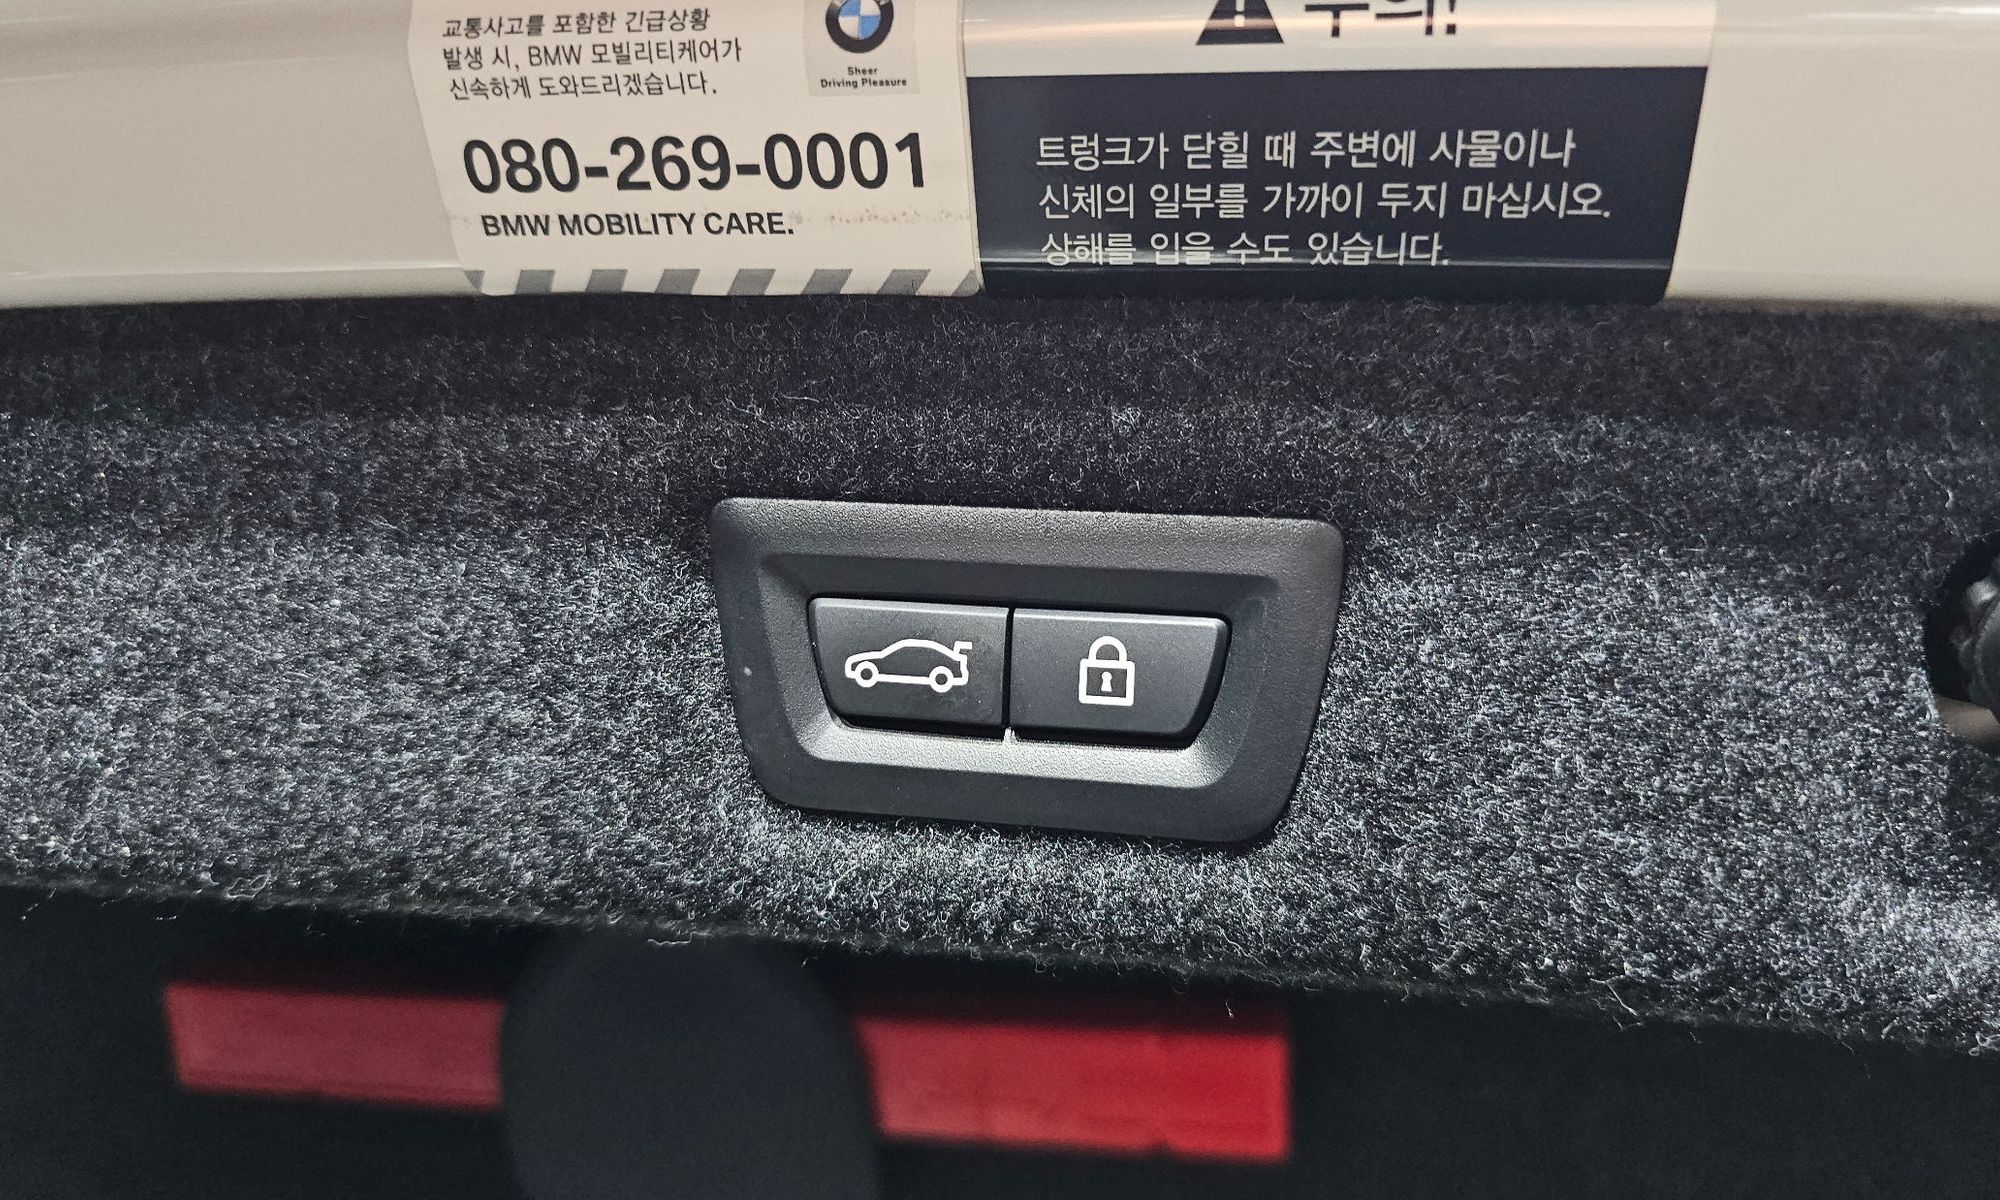 교통사고를 포함한 긴급상황
발생 시, BMW 모빌리티케어가
신속하게 도와드리겠습니다.
Sheer
Driving Pleasure
080-269-0001
BMW MOBILITY CARE.
주의!
트렁크가 닫힐 때 주변에 사물이나
신체의 일부를 가까이 두지 마십시오.
상해를 입을 수도 있습니다.